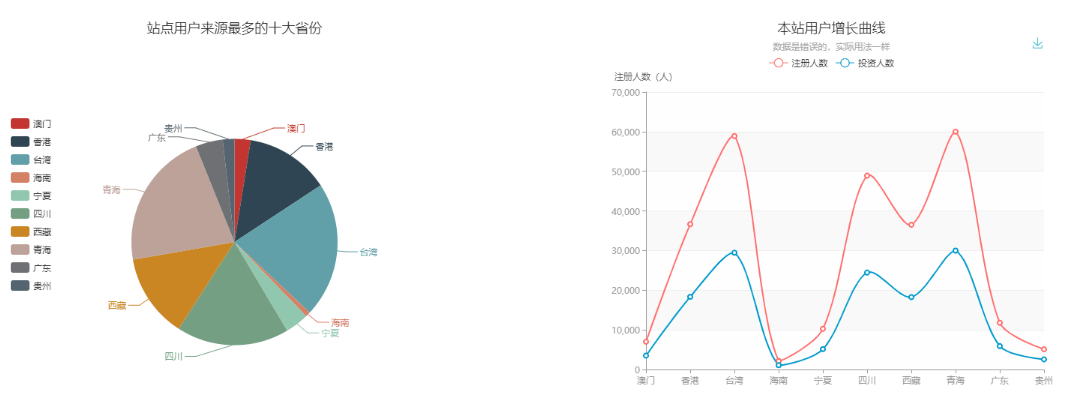 站点用户来源最多的十大省份
澳门
香港
台湾
海南
宁夏
四川
西藏
青海
广东
贵州
贵州
澳门
广东
香港
青海
台湾
西藏
海南
宁夏
四川
本站用户增长曲线
数据是错误的，实际用法一样
注册人数 投资人数
注册人数（人）
70,000
60,000
50,000
40,000
30,000
20,000
10,000
0
澳门 香港 台湾 海南 宁夏 四川 西藏 青海 广东 贵州